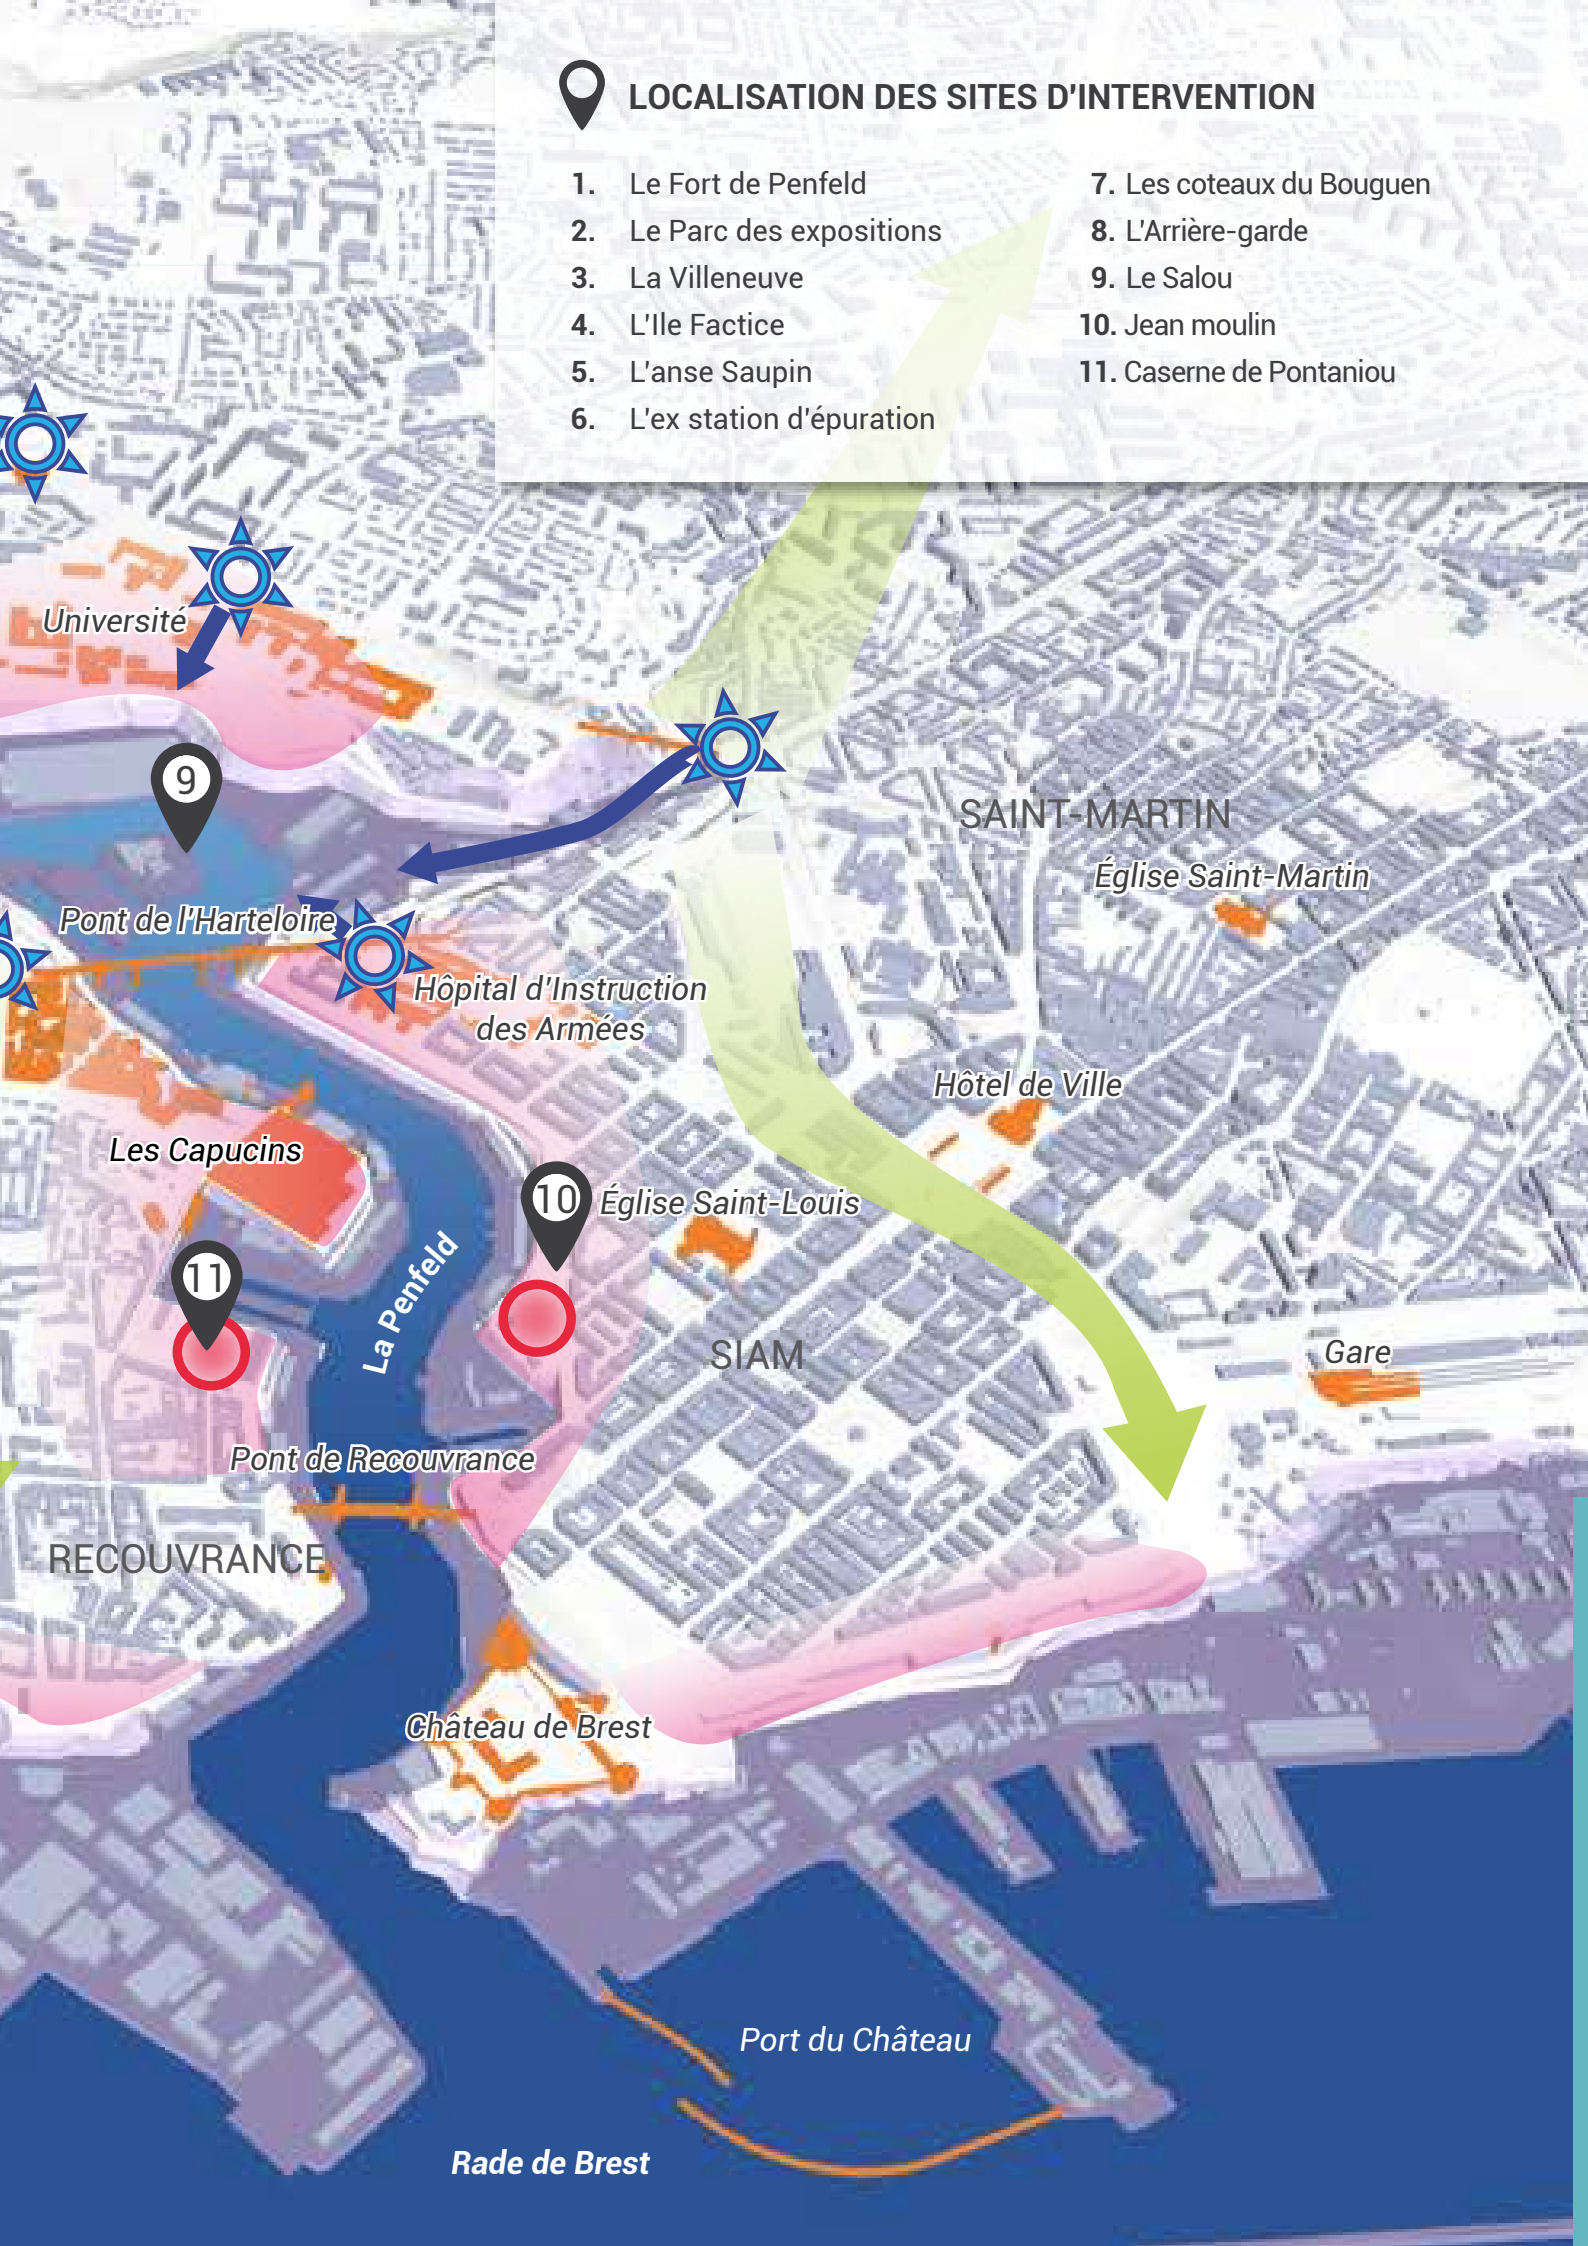 LOCALISATION DES SITES D'INTERVENTION
1. Le Fort de Penfeld
2. Le Parc des expositions
3. La Villeneuve
4. L'Ile Factice
5. L'anse Saupin
6. L'ex station d'épuration
7. Les coteaux du Bouguen
8. L'Arrière-garde
9. Le Salou
10. Jean moulin
11. Caserne de Pontaniou
Université
9
SAINT-MARTIN
Église Saint-Martin
Pont de l'Harteloire
Hôpital d'Instruction
des Armées
Hôtel de Ville
Les Capucins
10
Église Saint-Louis
11
La Penfeld
SIAM
Gare
Pont de Recouvrance
RECOUVRANCE
Château de Brest
Port du Château
Rade de Brest